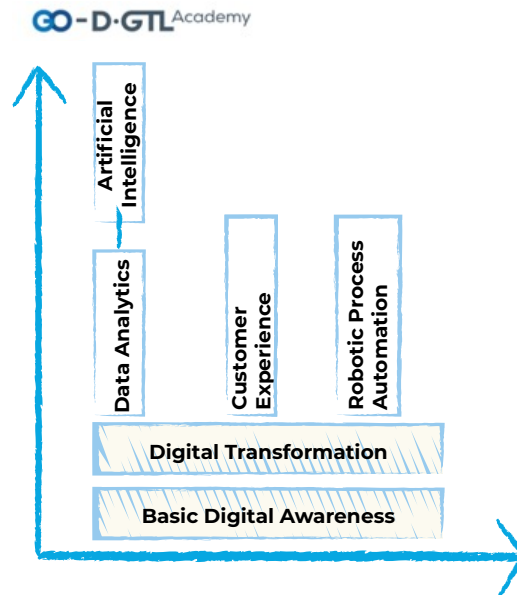 GO-D·GTL Academy
Artificial
Intelligence
Data Analytics
Customer
Experience
Robotic Process
Automation
Digital Transformation
Basic Digital Awareness